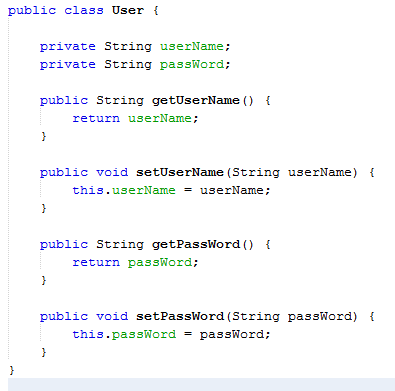 public class User {
    private String userName;
    private String passWord;
    public String getUserName() {
        return userName;
    }
    public void setUserName(String userName) {
        this.userName = userName;
    }
    public String getPassWord() {
        return passWord;
    }
    public void setPassWord(String passWord) {
        this.passWord = passWord;
    }
}